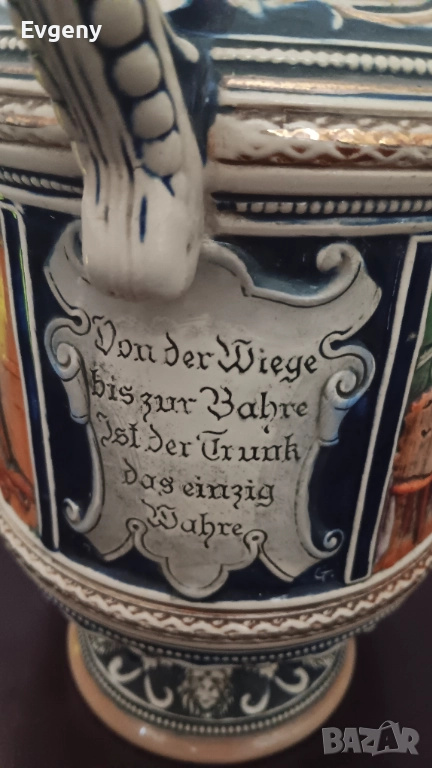 Evgeny
Von der Wiege
bis zur Bahre
Ist der Trunk
das einzig
Wahre
G.
BAZAR